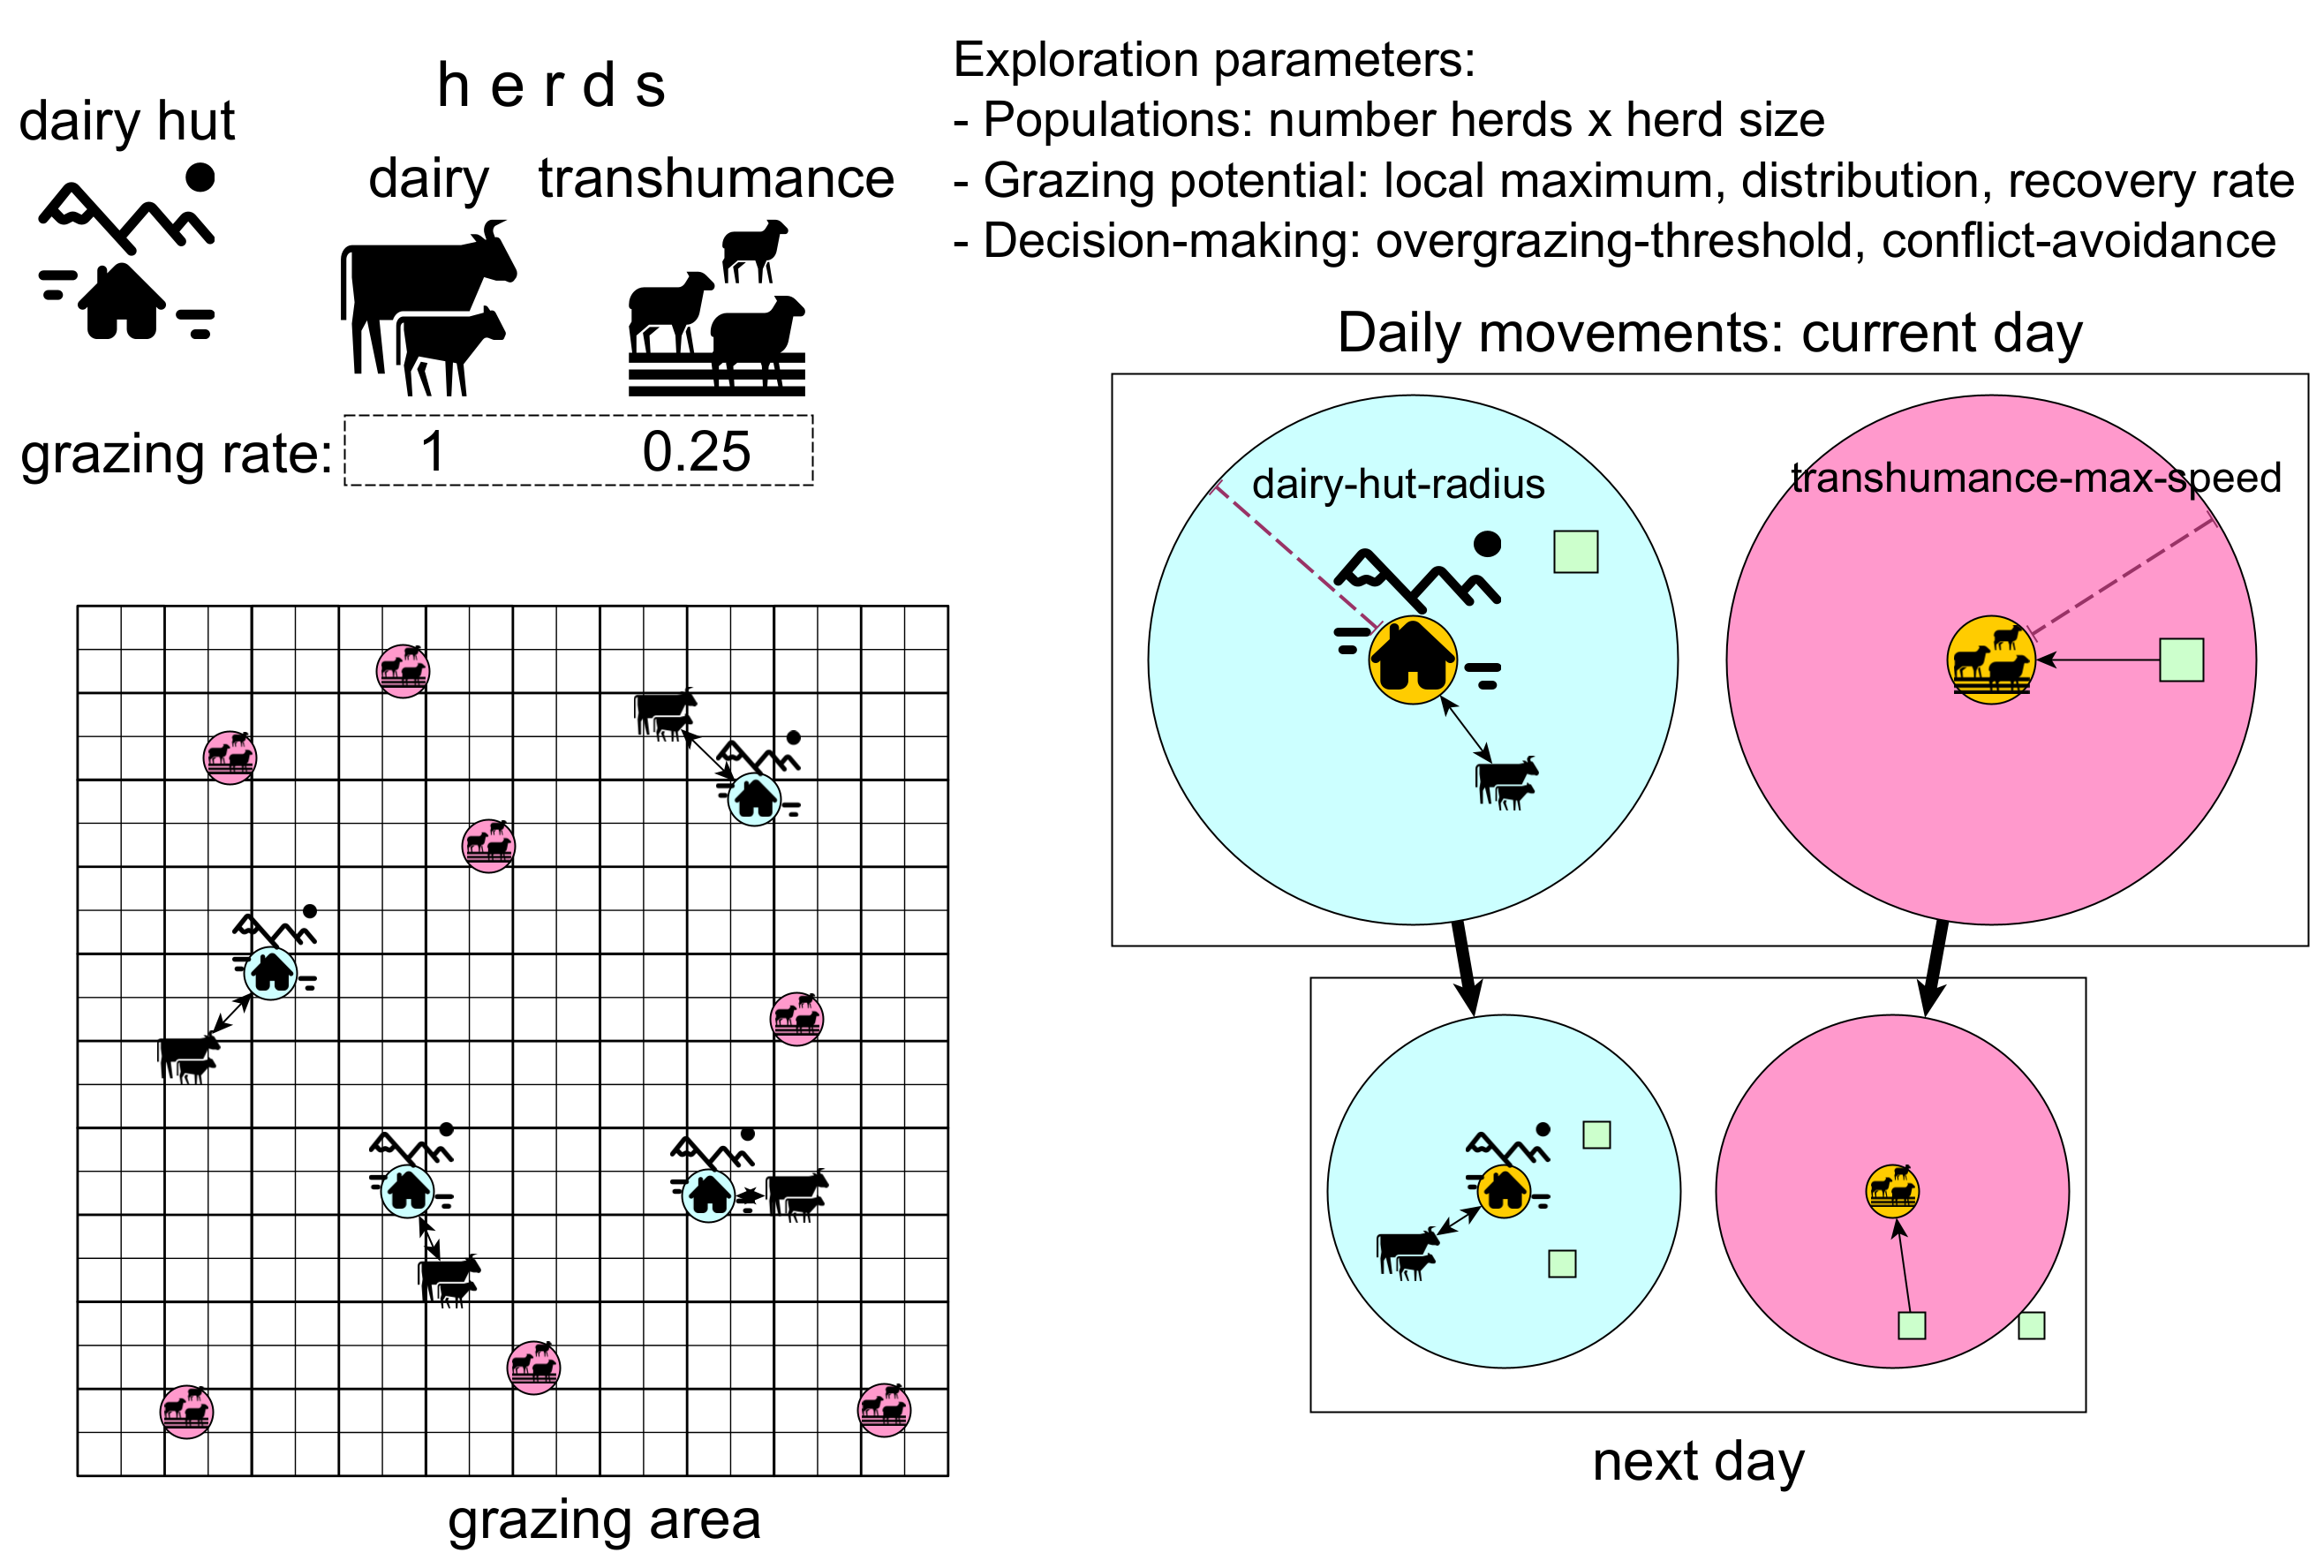 h e r d s
dairy hut
dairy transhumance
grazing rate: 1 0.25
Exploration parameters:
- Populations: number herds x herd size
- Grazing potential: local maximum, distribution, recovery rate
- Decision-making: overgrazing-threshold, conflict-avoidance
Daily movements: current day
dairy-hut-radius
transhumance-max-speed
next day
grazing area